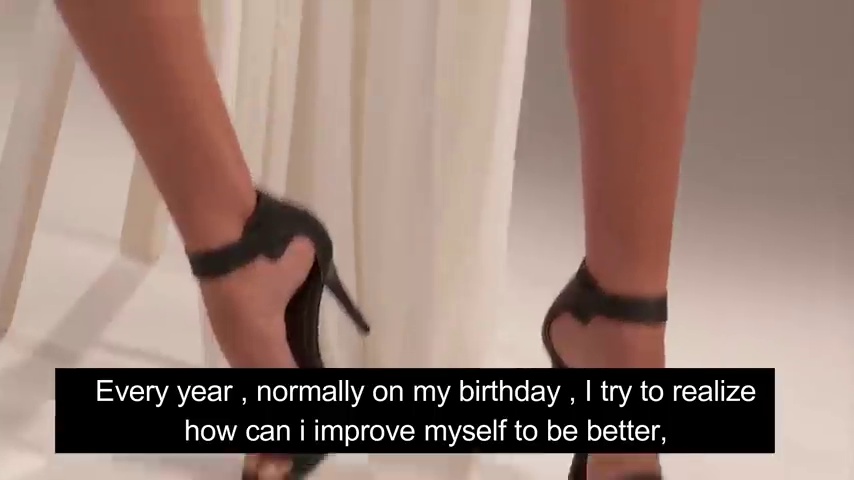 Every year , normally on my birthday , I try to realize
how can i improve myself to be better,